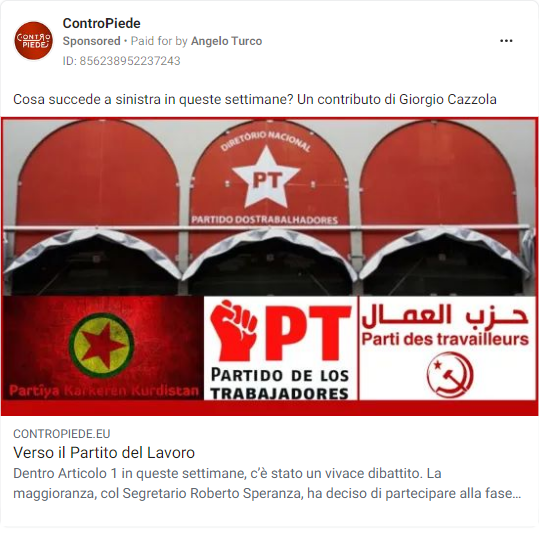 CONTRO
PIEDE
ControPiede
Sponsored • Paid for by Angelo Turco
ID: 856238952237243
Cosa succede a sinistra in queste settimane? Un contributo di Giorgio Cazzola
DIRETÓRIO NACIONAL
PT
PARTIDO DOSTRABALHADORES
Partîya Karkerên Kurdistan
PT
PARTIDO DE LOS
TRABAJADORES
حزب العمال
Parti des travailleurs
CONTROPIEDE.EU
Verso il Partito del Lavoro
Dentro Articolo 1 in queste settimane, c'è stato un vivace dibattito. La
maggioranza, col Segretario Roberto Speranza, ha deciso di partecipare alla fase…